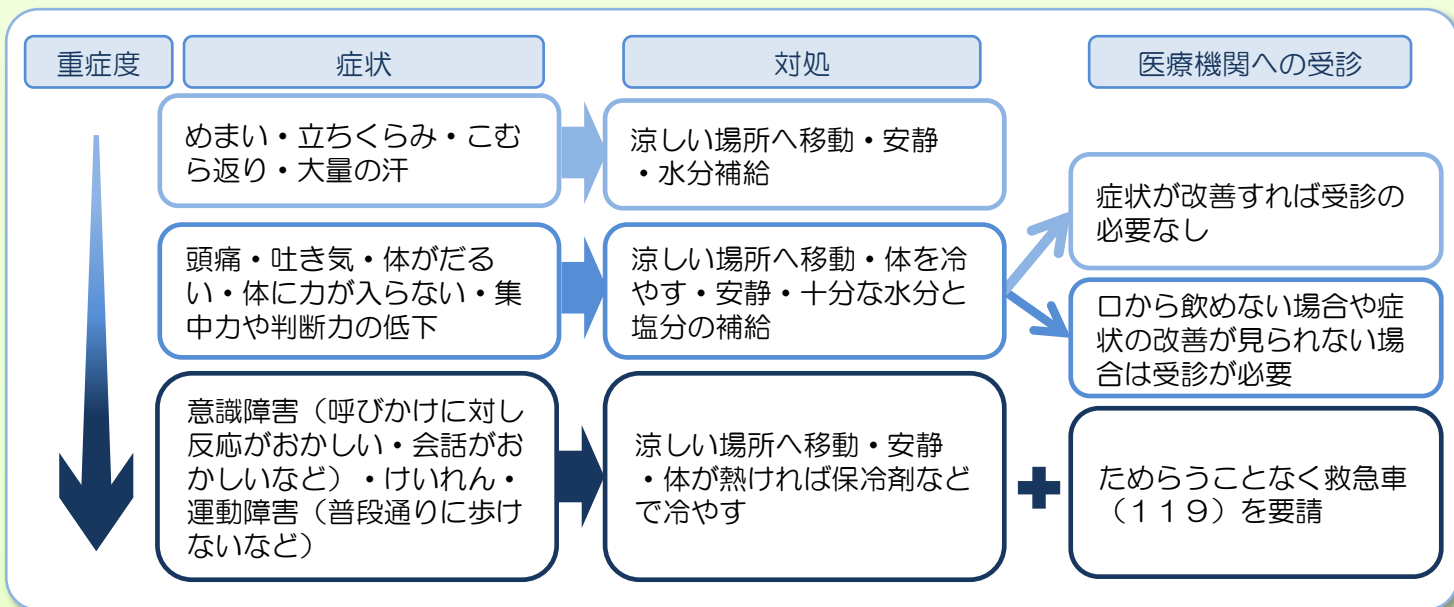 重症度
症状
対処
医療機関への受診
めまい・立ちくらみ・こむ
ら返り・大量の汗
涼しい場所へ移動・安静
・水分補給
頭痛・吐き気・体がだる
い・体に力が入らない・集
中力や判断力の低下
涼しい場所へ移動・体を冷
やす・安静・十分な水分と
塩分の補給
症状が改善すれば受診の
必要なし
口から飲めない場合や症
状の改善が見られない場
合は受診が必要
意識障害（呼びかけに対し
反応がおかしい・会話がお
かしいなど）・けいれん・
運動障害（普段通りに歩け
ないなど）
涼しい場所へ移動・安静
・体が熱ければ保冷剤など
で冷やす
ためらうことなく救急車
（１１９）を要請